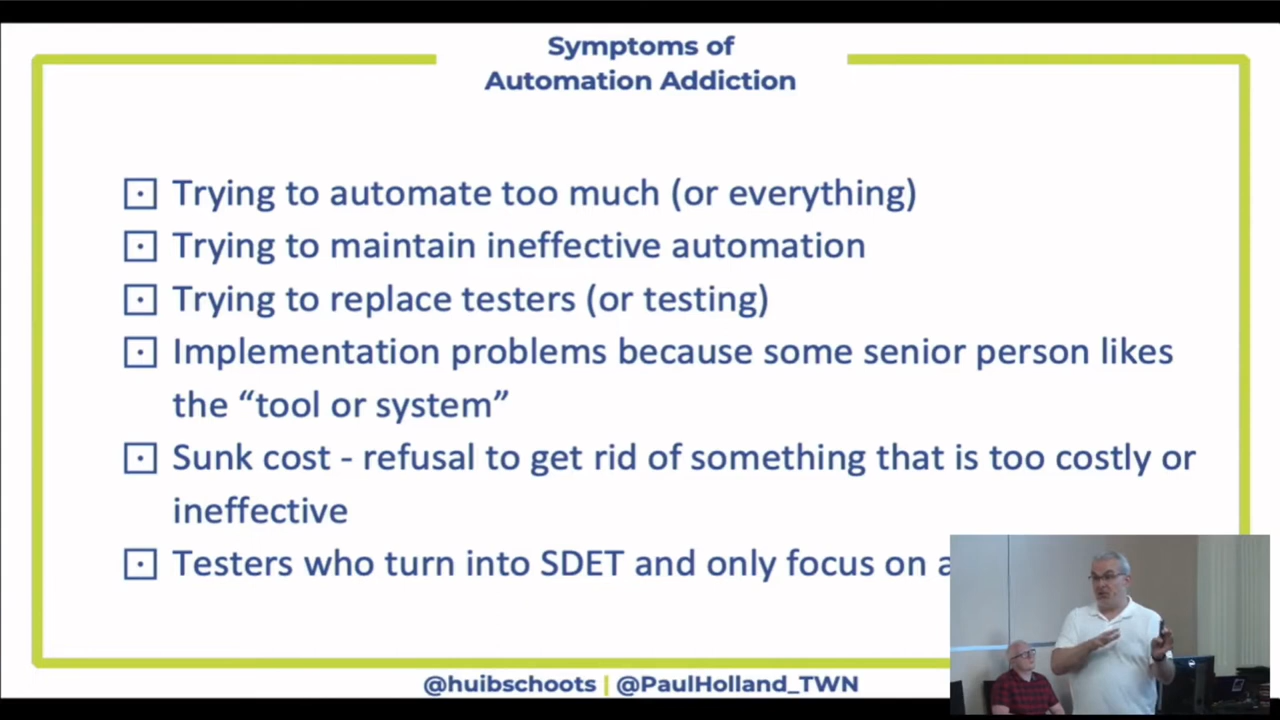 Symptoms of
Automation Addiction
Trying to automate too much (or everything)
Trying to maintain ineffective automation
Trying to replace testers (or testing)
Implementation problems because some senior person likes
the “tool or system”
Sunk cost - refusal to get rid of something that is too costly or
ineffective
Testers who turn into SDET and only focus on
@huibschoots | @PaulHolland_TWN